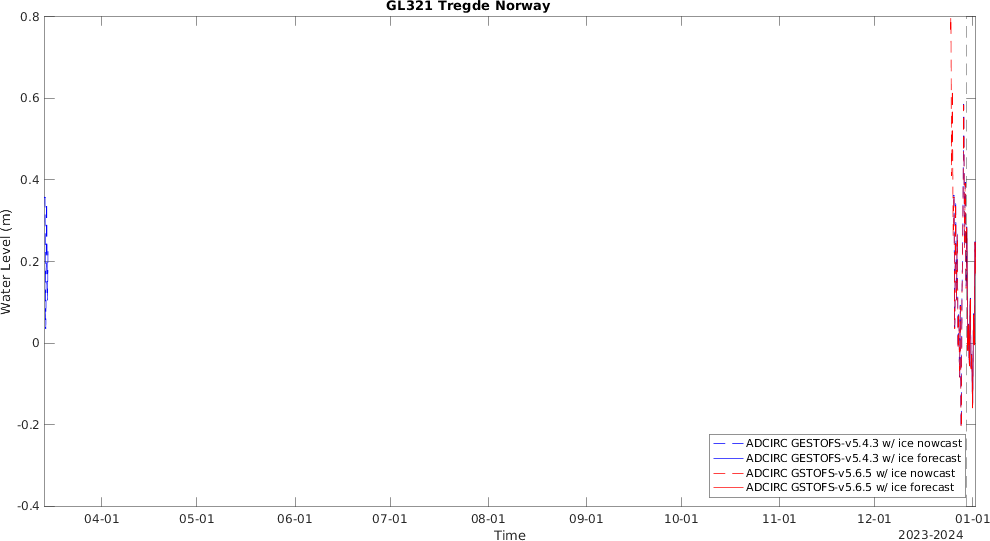 GL321 Tregde Norway
0.8
0.6
0.4
0.2
0
-0.2
-0.4
Water Level (m)
ADCIRC GESTOFS-v5.4.3 w/ ice nowcast
ADCIRC GESTOFS-v5.4.3 w/ ice forecast
ADCIRC GSTOFS-v5.6.5 w/ ice nowcast
ADCIRC GSTOFS-v5.6.5 w/ ice forecast
04-01 05-01 06-01 07-01 08-01 09-01 10-01 11-01 12-01 01-01
Time
2023-2024